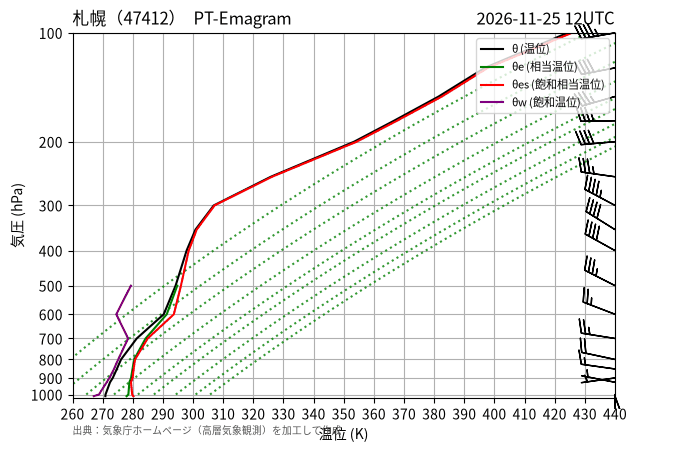 札幌（47412） PT-Emagram
2026-11-25 12UTC
100
200
300
400
500
600
700
800
900
1000
気圧 (hPa)
θ (温位)
θe (相当温位)
θes (飽和相当温位)
θw (飽和温位)
260 270 280 290 300 310 320 330 340 350 360 370 380 390 400 410 420 430 440
温位 (K)
出典：気象庁ホームページ（高層気象観測）を加工して